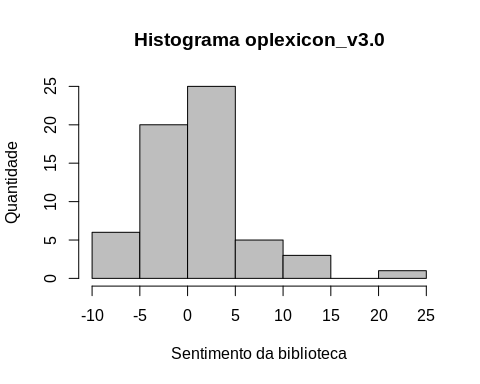 Histograma oplexicon_v3.0
Quantidade
25
20
15
10
5
0
-10 -5 0 5 10 15 20 25
Sentimento da biblioteca